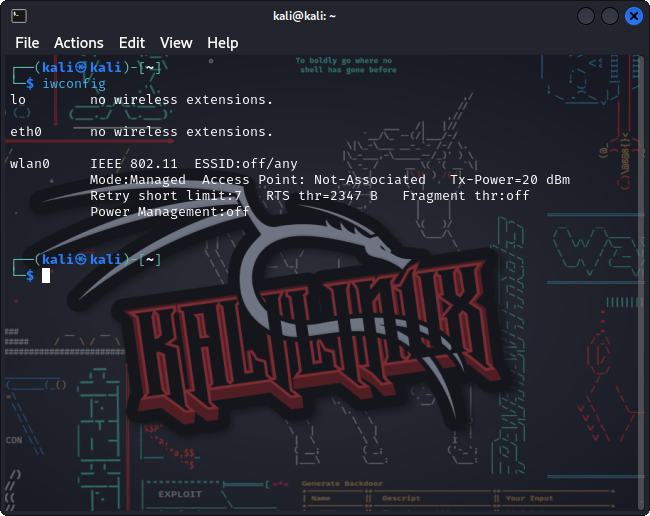 kali@kali: ~
File Actions Edit View Help
To boldly go where no
shell has gone before
┌──(kali㉿kali)-[~]
└─$ iwconfig
lo        no wireless extensions.
eth0      no wireless extensions.
wlan0     IEEE 802.11  ESSID:off/any
Mode:Managed  Access Point: Not-Associated   Tx-Power=20 dBm
Retry short limit:7   RTS thr=2347 B   Fragment thr:off
Power Management:off
┌──(kali㉿kali)-[~]
└─$
KALI LINUX
CON
EXPLOIT
Generate Backdoor
Name Descript Your Input